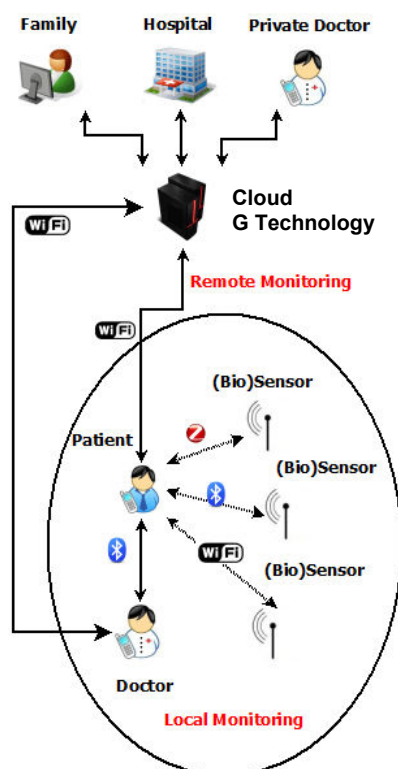 Family
Hospital
Private Doctor
Cloud
G Technology
WiFi
Remote Monitoring
WiFi
(Bio)Sensor
Patient
Z
(Bio)Sensor
WiFi
(Bio)Sensor
Doctor
Local Monitoring